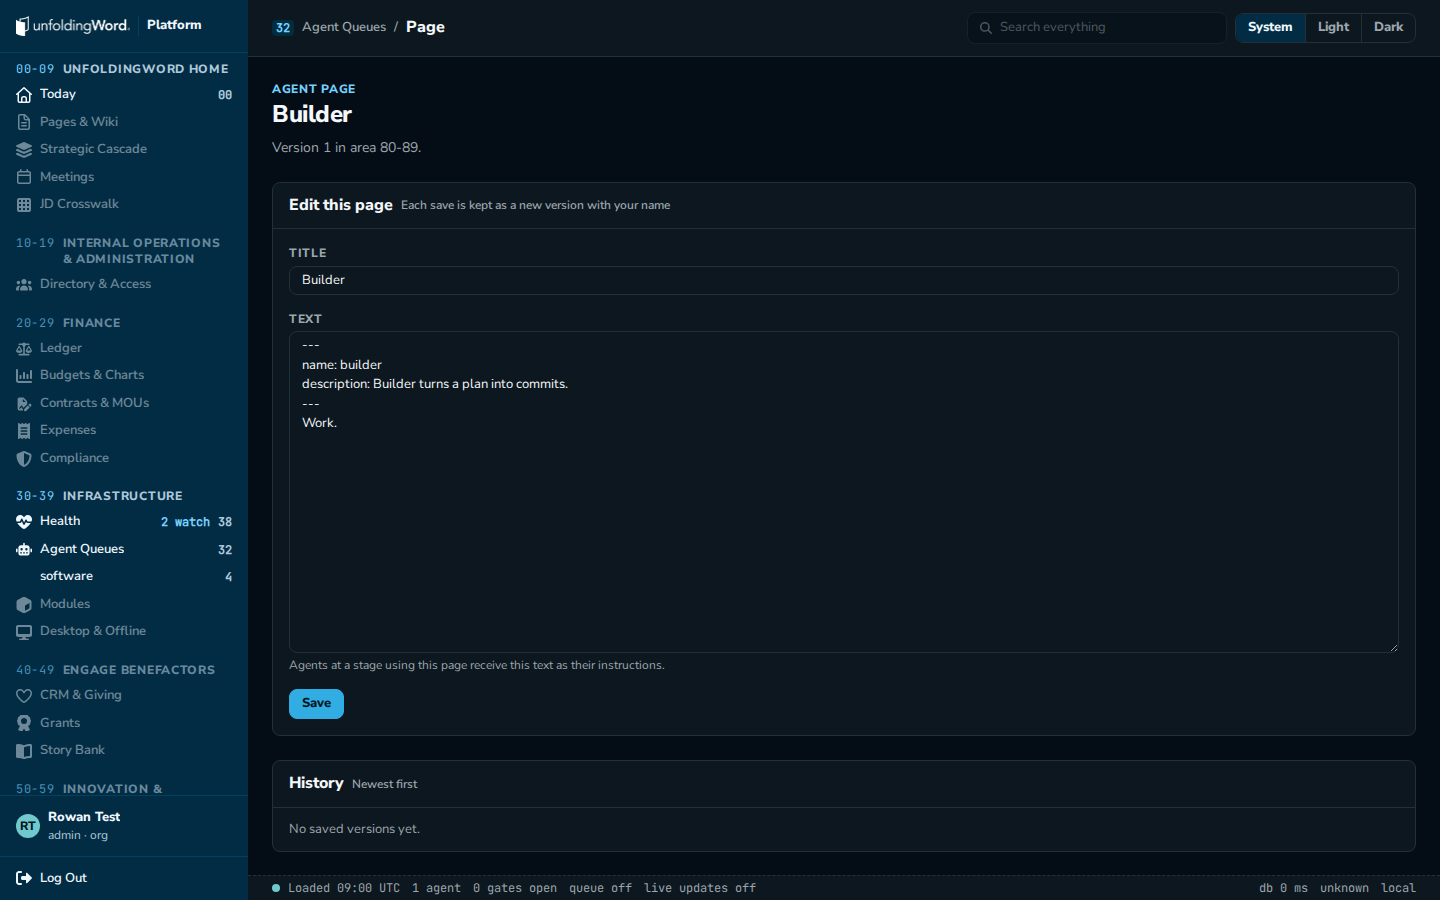 unfoldingWord. Platform
00-09 UNFOLDINGWORD HOME
Today 00
Pages & Wiki
Strategic Cascade
Meetings
JD Crosswalk
10-19 INTERNAL OPERATIONS
& ADMINISTRATION
Directory & Access
20-29 FINANCE
Ledger
Budgets & Charts
Contracts & MOUs
Expenses
Compliance
30-39 INFRASTRUCTURE
Health 2 watch 38
Agent Queues 32
software 4
Modules
Desktop & Offline
40-49 ENGAGE BENEFACTORS
CRM & Giving
Grants
Story Bank
50-59 INNOVATION &
RT Rowan Test
admin · org
Log Out
32 Agent Queues / Page
Search everything
System Light Dark
AGENT PAGE
Builder
Version 1 in area 80-89.
Edit this page Each save is kept as a new version with your name
TITLE
Builder
TEXT
---
name: builder
description: Builder turns a plan into commits.
---
Work.
Agents at a stage using this page receive this text as their instructions.
Save
History Newest first
No saved versions yet.
Loaded 09:00 UTC 1 agent 0 gates open queue off live updates off
db 0 ms unknown local